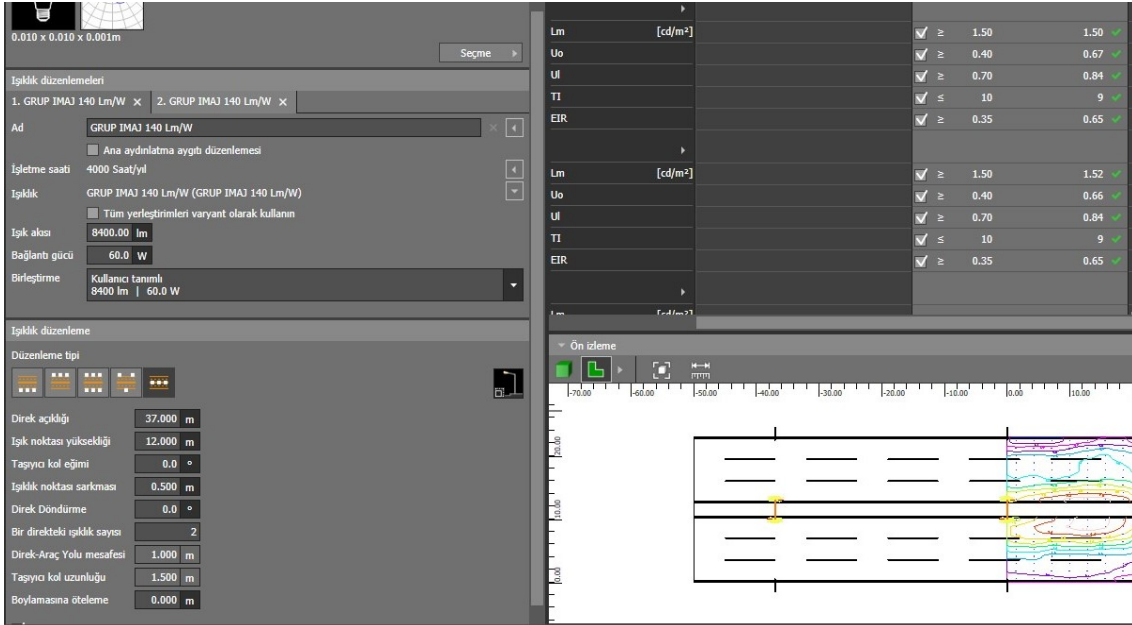 0.010 x 0.010 x 0.001m
Seçme
Işıklık düzenlemeleri
1. GRUP IMAJ 140 Lm/W × 2. GRUP IMAJ 140 Lm/W ×
Ad GRUP IMAJ 140 Lm/W
Ana aydınlatma aygıtı düzenlemesi
İşletme saati 4000 Saat/yıl
Işıklık GRUP IMAJ 140 Lm/W (GRUP IMAJ 140 Lm/W)
Tüm yerleştirimleri varyant olarak kullanın
Işık akısı 8400.00 lm
Bağlantı gücü 60.0 W
Birleştirme Kullanıcı tanımlı
8400 lm | 60.0 W
Işıklık düzenleme
Düzenleme tipi
Direk açıklığı 37.000 m
Işık noktası yüksekliği 12.000 m
Taşıyıcı kol eğimi 0.0 °
Işıklık noktası sarkması 0.500 m
Direk Döndürme 0.0 °
Bir direkteki ışıklık sayısı 2
Direk-Araç Yolu mesafesi 1.000 m
Taşıyıcı kol uzunluğu 1.500 m
Boylamasına öteleme 0.000 m
Lm [cd/m²] ≥ 1.50 1.50
Uo ≥ 0.40 0.67
Ul ≥ 0.70 0.84
TI ≤ 10 9
EIR ≥ 0.35 0.65
Lm [cd/m²] ≥ 1.50 1.52
Uo ≥ 0.40 0.66
Ul ≥ 0.70 0.84
TI ≤ 10 9
EIR ≥ 0.35 0.65
Lm [cd/m²]
Ön izleme
-70.00 -60.00 -50.00 -40.00 -30.00 -20.00 -10.00 0.00 10.00
20.00
10.00
0.00